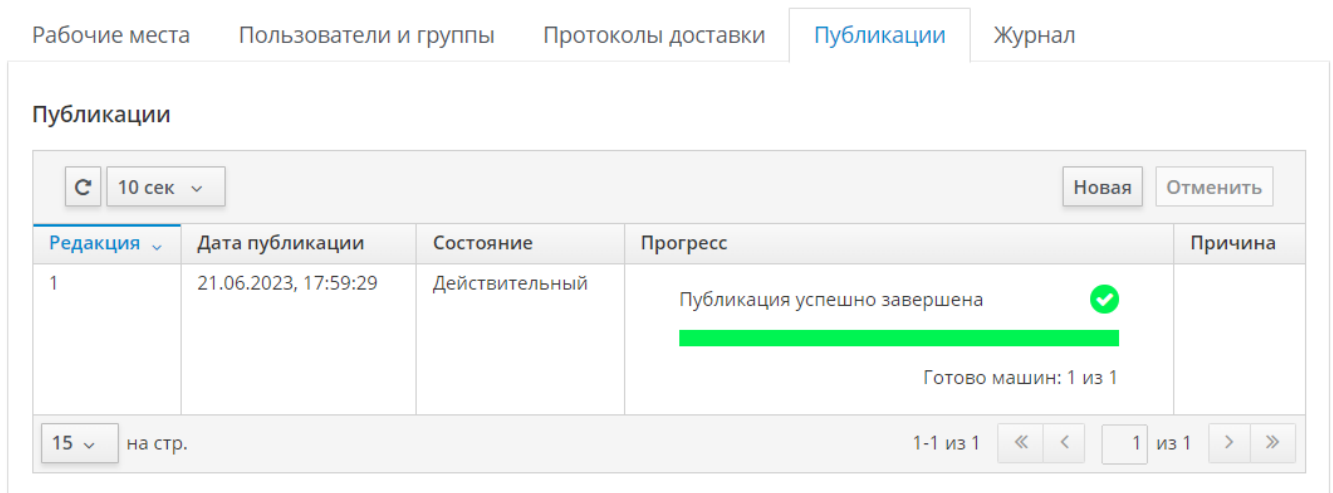 Рабочие места Пользователи и группы Протоколы доставки Публикации Журнал
Публикации
10 сек Новая Отменить
Редакция Дата публикации Состояние Прогресс Причина
1 21.06.2023, 17:59:29 Действительный Публикация успешно завершена
Готово машин: 1 из 1
15 на стр. 1-1 из 1 1 из 1